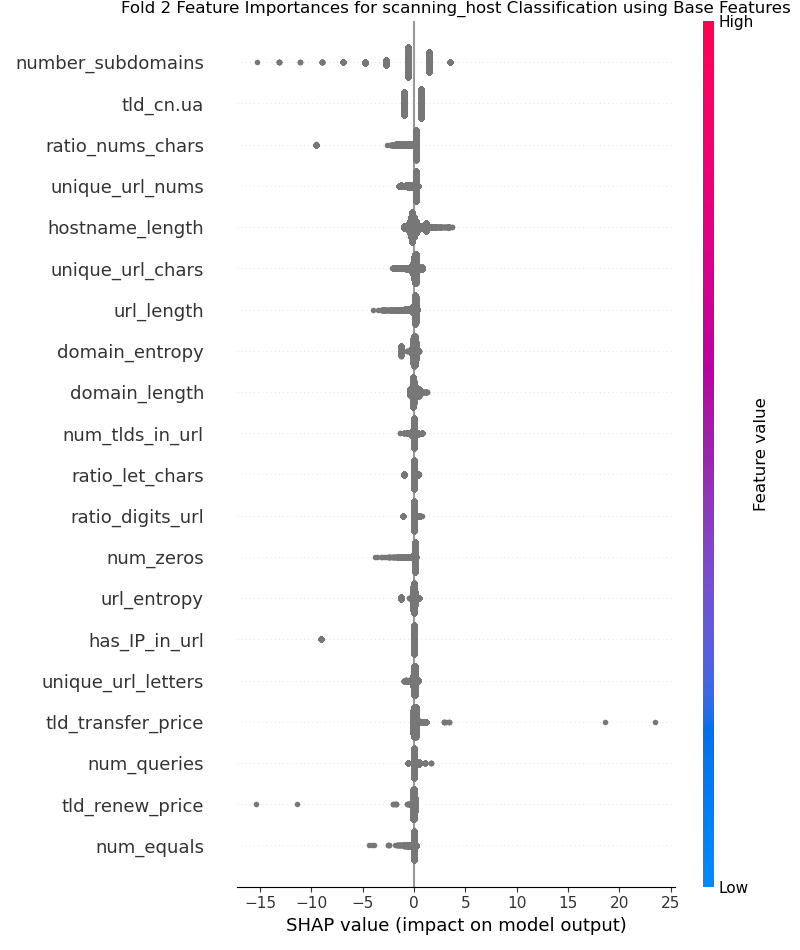 Fold 2 Feature Importances for scanning_host Classification using Base Features
High
number_subdomains
tld_cn.ua
ratio_nums_chars
unique_url_nums
hostname_length
unique_url_chars
url_length
domain_entropy
domain_length
num_tlds_in_url
ratio_let_chars
ratio_digits_url
num_zeros
url_entropy
has_IP_in_url
unique_url_letters
tld_transfer_price
num_queries
tld_renew_price
num_equals
Feature value
Low
−15 −10 −5 0 5 10 15 20 25
SHAP value (impact on model output)